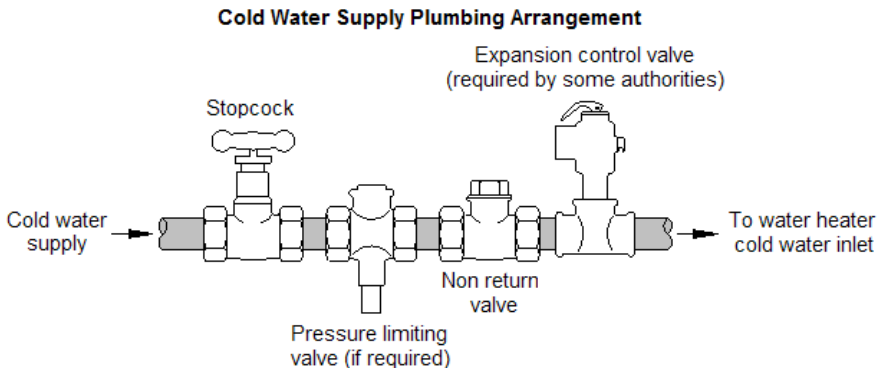 Cold Water Supply Plumbing Arrangement
Expansion control valve
(required by some authorities)
Stopcock
Cold water
supply
To water heater
cold water inlet
Non return
valve
Pressure limiting
valve (if required)